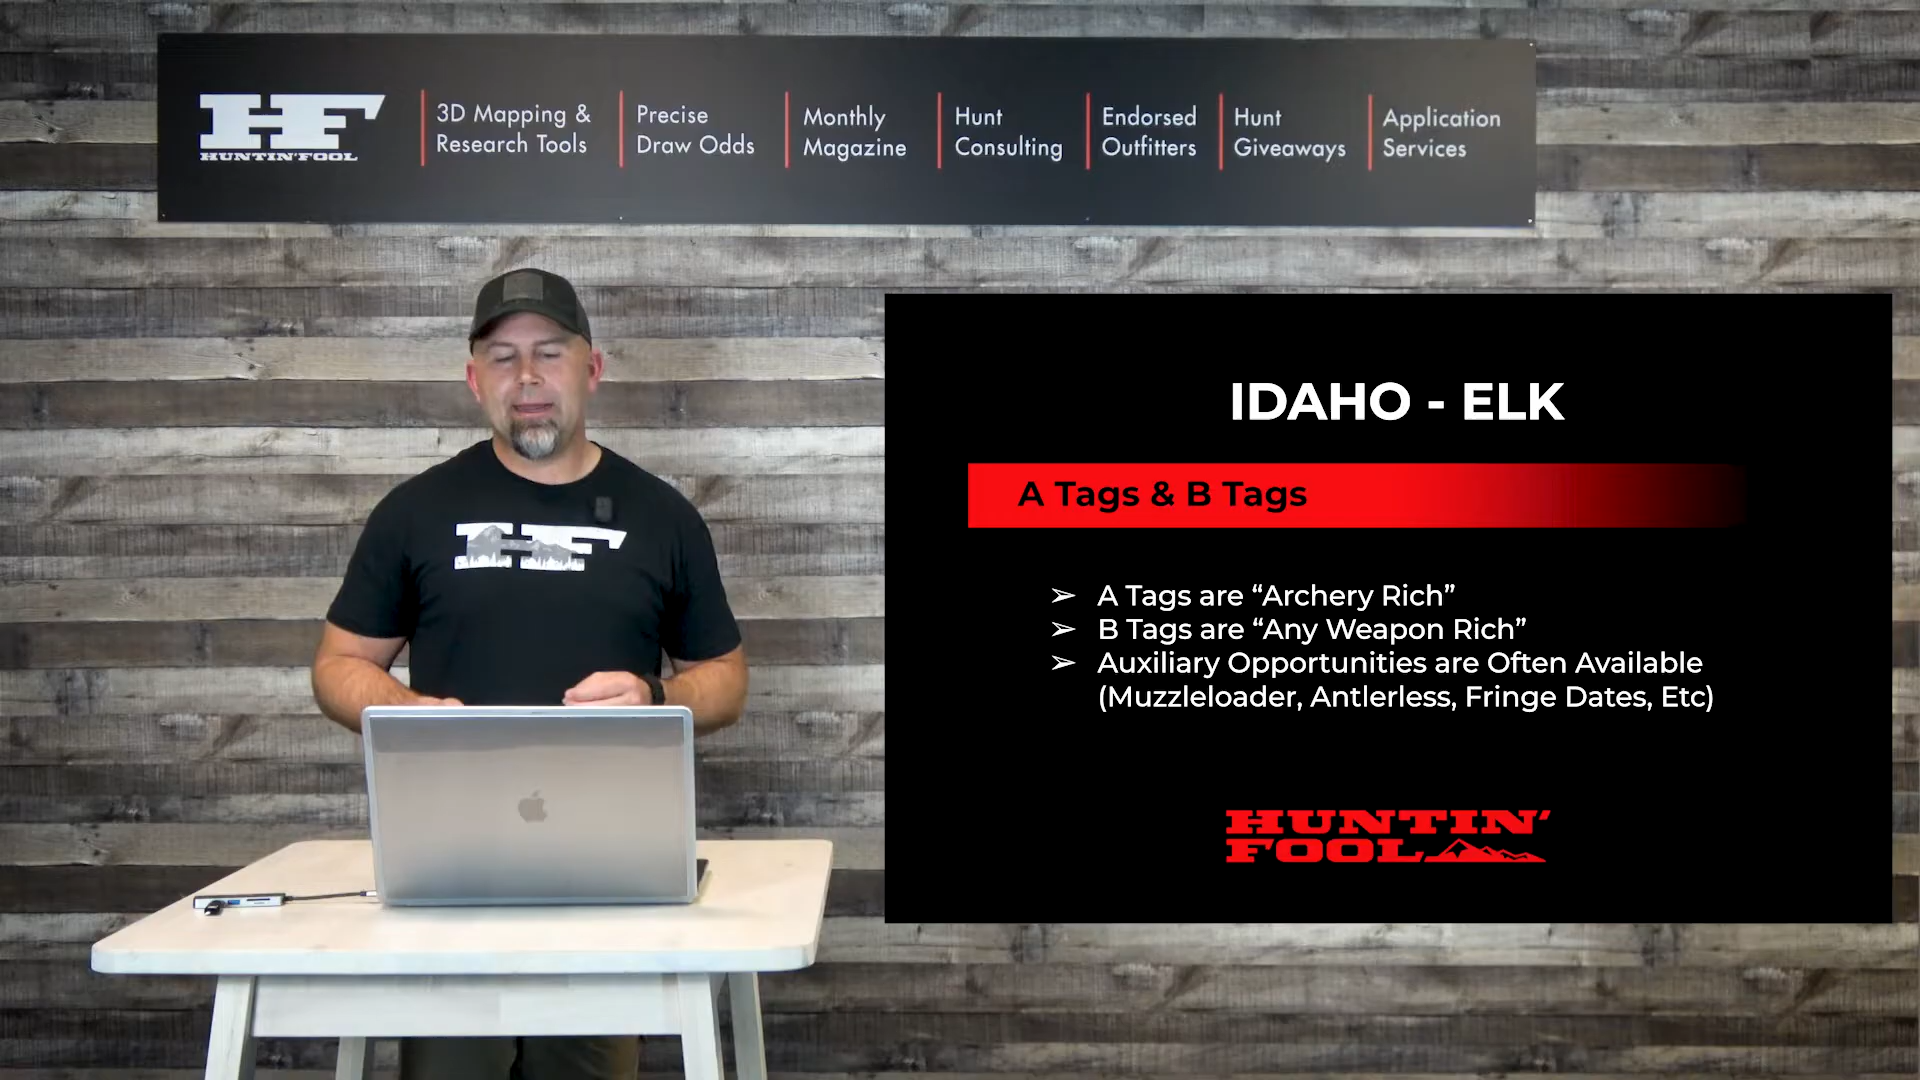 HF
HUNTIN'FOOL
3D Mapping &
Research Tools
Precise
Draw Odds
Monthly
Magazine
Hunt
Consulting
Endorsed
Outfitters
Hunt
Giveaways
Application
Services
HF
IDAHO - ELK
A Tags & B Tags
➢ A Tags are “Archery Rich”
➢ B Tags are “Any Weapon Rich”
➢ Auxiliary Opportunities are Often Available
(Muzzleloader, Antlerless, Fringe Dates, Etc)
HUNTIN'
FOOL